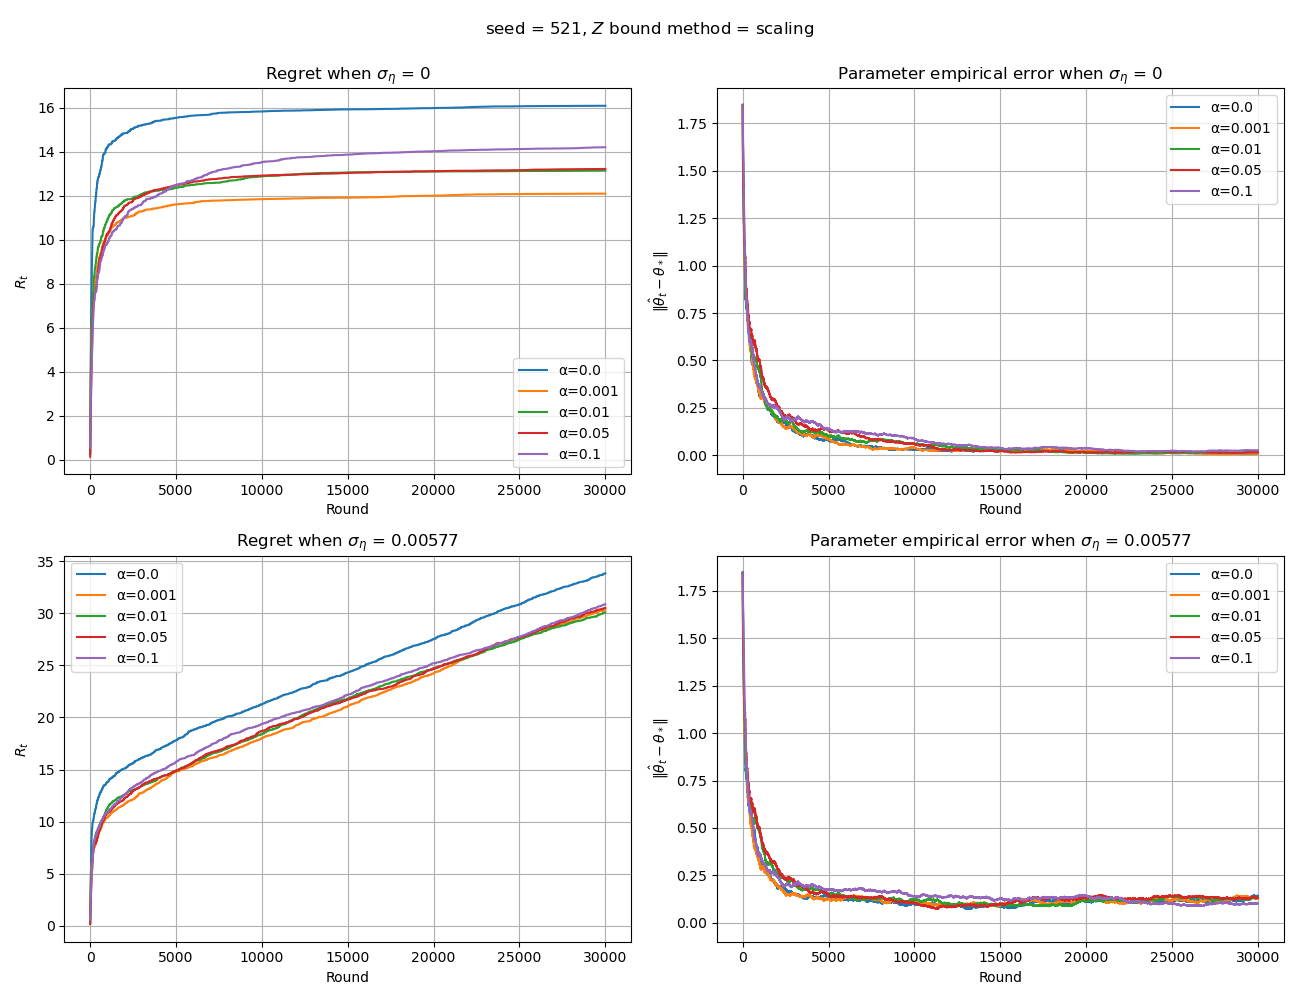 seed = 521, Z bound method = scaling
Regret when σ_η = 0
16
14
12
10
8
6
4
2
0
R_t
α=0.0
α=0.001
α=0.01
α=0.05
α=0.1
0 5000 10000 15000 20000 25000 30000
Round
Parameter empirical error when σ_η = 0
1.75
1.50
1.25
1.00
0.75
0.50
0.25
0.00
‖θ̂_t − θ_*‖
α=0.0
α=0.001
α=0.01
α=0.05
α=0.1
0 5000 10000 15000 20000 25000 30000
Round
Regret when σ_η = 0.00577
35
30
25
20
15
10
5
0
R_t
α=0.0
α=0.001
α=0.01
α=0.05
α=0.1
0 5000 10000 15000 20000 25000 30000
Round
Parameter empirical error when σ_η = 0.00577
1.75
1.50
1.25
1.00
0.75
0.50
0.25
0.00
‖θ̂_t − θ_*‖
α=0.0
α=0.001
α=0.01
α=0.05
α=0.1
0 5000 10000 15000 20000 25000 30000
Round